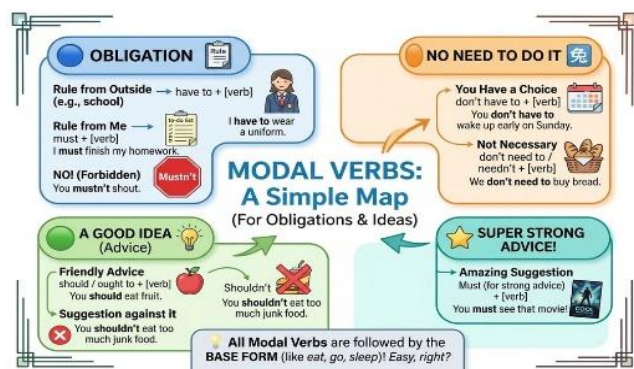 OBLIGATION
Rule
Rule from Outside
(e.g., school)
have to + [verb]
I have to wear
a uniform.
Rule from Me
must + [verb]
I must finish my homework.
to-do list
NO! (Forbidden)
You mustn't shout.
Mustn't
NO NEED TO DO IT
免
You Have a Choice
don't have to + [verb]
You don't have to
wake up early on Sunday.
Not Necessary
don't need to /
needn't + [verb]
We don't need to buy bread.
MODAL VERBS:
A Simple Map
(For Obligations & Ideas)
A GOOD IDEA
(Advice)
Friendly Advice
should / ought to + [verb]
You should eat fruit.
Suggestion against it
You shouldn't eat too
much junk food.
Shouldn't
You shouldn't eat too
much junk food.
SUPER STRONG
ADVICE!
Amazing Suggestion
Must (for strong advice)
+ [verb]
You must see that movie!
COOL
All Modal Verbs are followed by the
BASE FORM (like eat, go, sleep)! Easy, right?